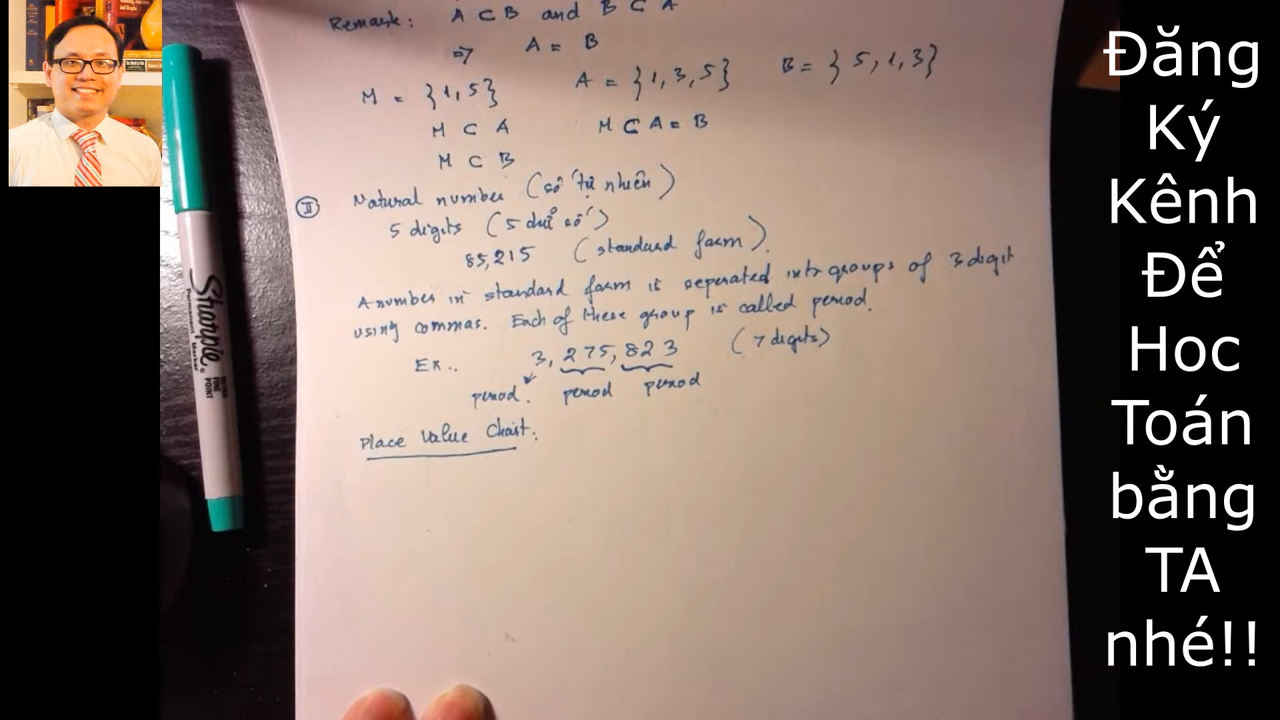 Remark: A ⊂ B and B ⊂ A
⇒ A = B
M = {1,5} A = {1,3,5} B = {5,1,3}
M ⊂ A M ⊂ A = B
M ⊂ B
II Natural number (số tự nhiên)
5 digits (5 chữ số)
85,215 (standard form).
A number in standard form is seperated into groups of 3 digit
using commas. Each of these group is called period.
Ex.. 3, 275, 823 (7 digits)
period. period period
Place Value Chart:
Sharpie
Đăng
Ký
Kênh
Để
Học
Toán
bằng
TA
nhé!!